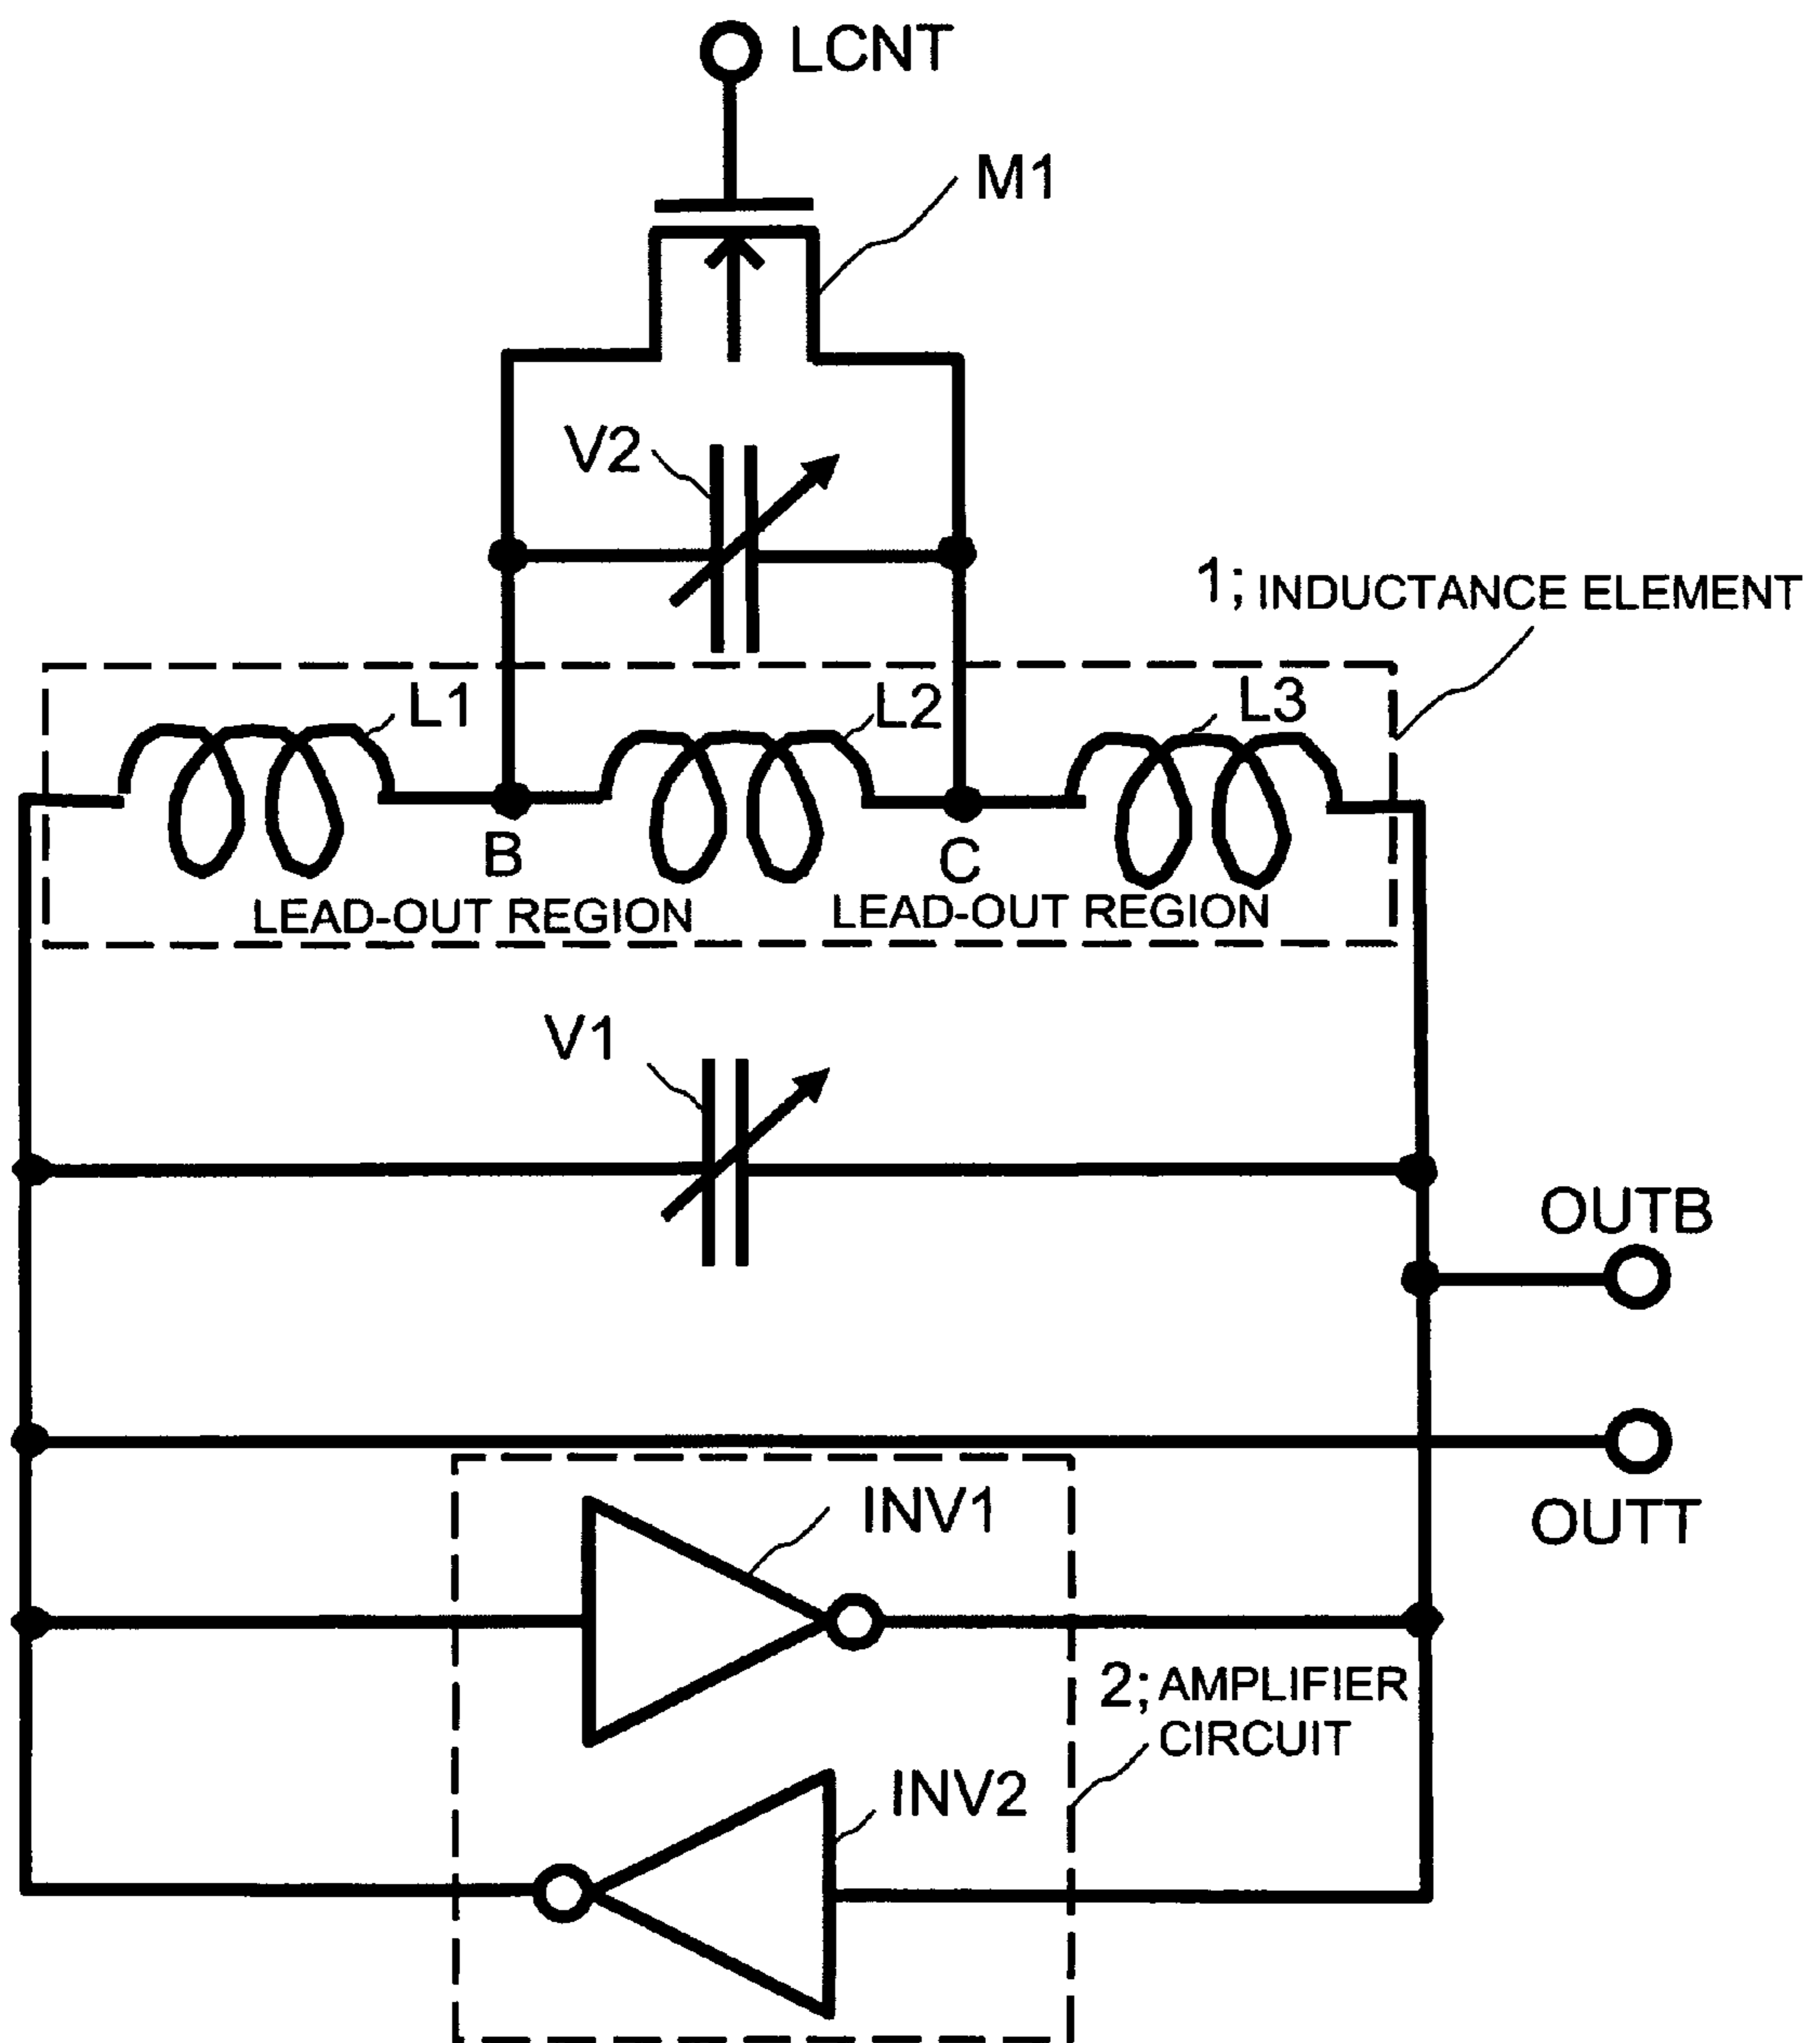 LCNT
M1
V2
1; INDUCTANCE ELEMENT
L1
L2
L3
B
C
LEAD-OUT REGION
LEAD-OUT REGION
V1
OUTB
OUTT
INV1
2; AMPLIFIER
CIRCUIT
INV2